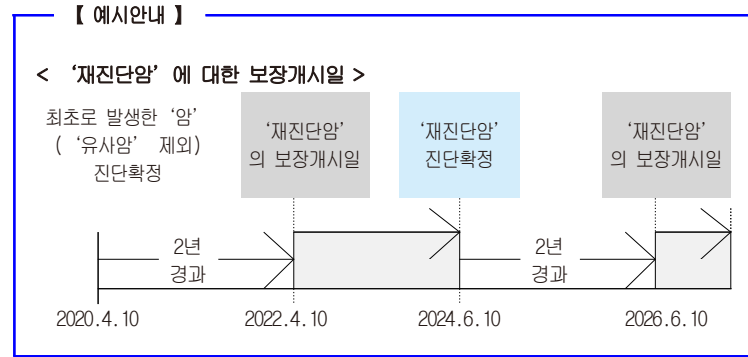 【 예시안내 】
< ‘재진단암’에 대한 보장개시일 >
최초로 발생한 ‘암’
( ‘유사암’ 제외)
진단확정
‘재진단암’
의 보장개시일
‘재진단암’
진단확정
‘재진단암’
의 보장개시일
2년
경과
2년
경과
2020.4.10
2022.4.10
2024.6.10
2026.6.10